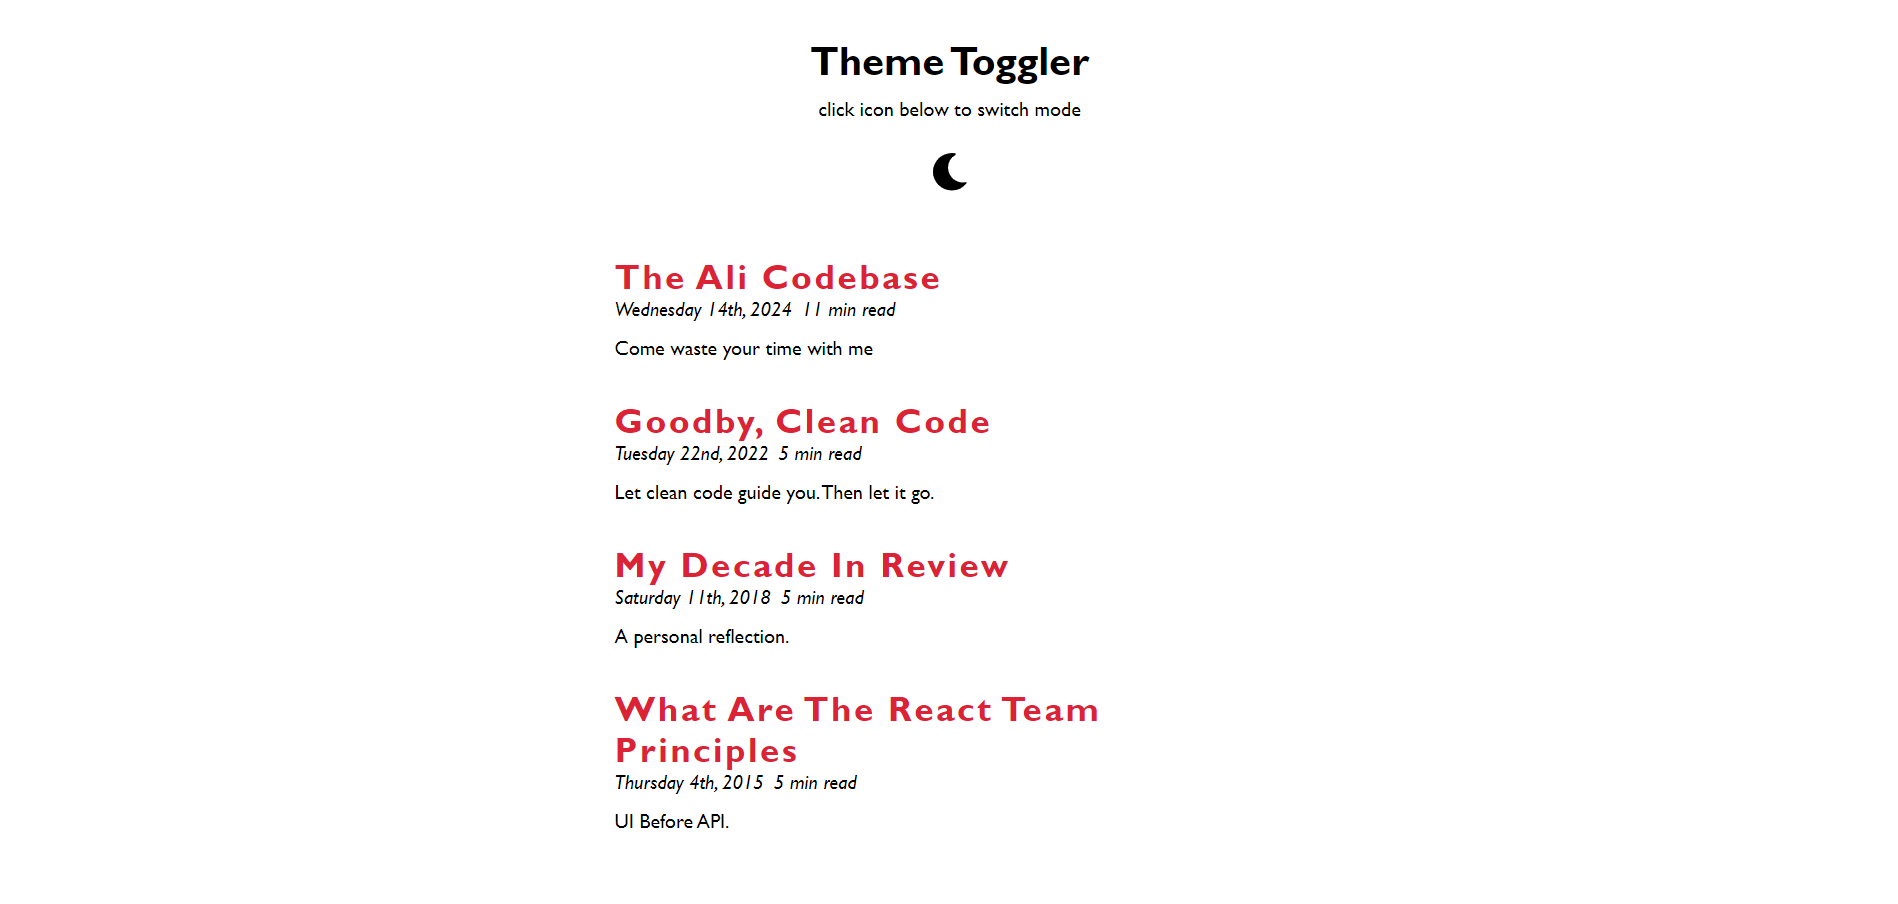 Theme Toggler
click icon below to switch mode
The Ali Codebase
Wednesday 14th, 2024 11 min read
Come waste your time with me
Goodby, Clean Code
Tuesday 22nd, 2022 5 min read
Let clean code guide you. Then let it go.
My Decade In Review
Saturday 11th, 2018 5 min read
A personal reflection.
What Are The React Team
Principles
Thursday 4th, 2015 5 min read
UI Before API.